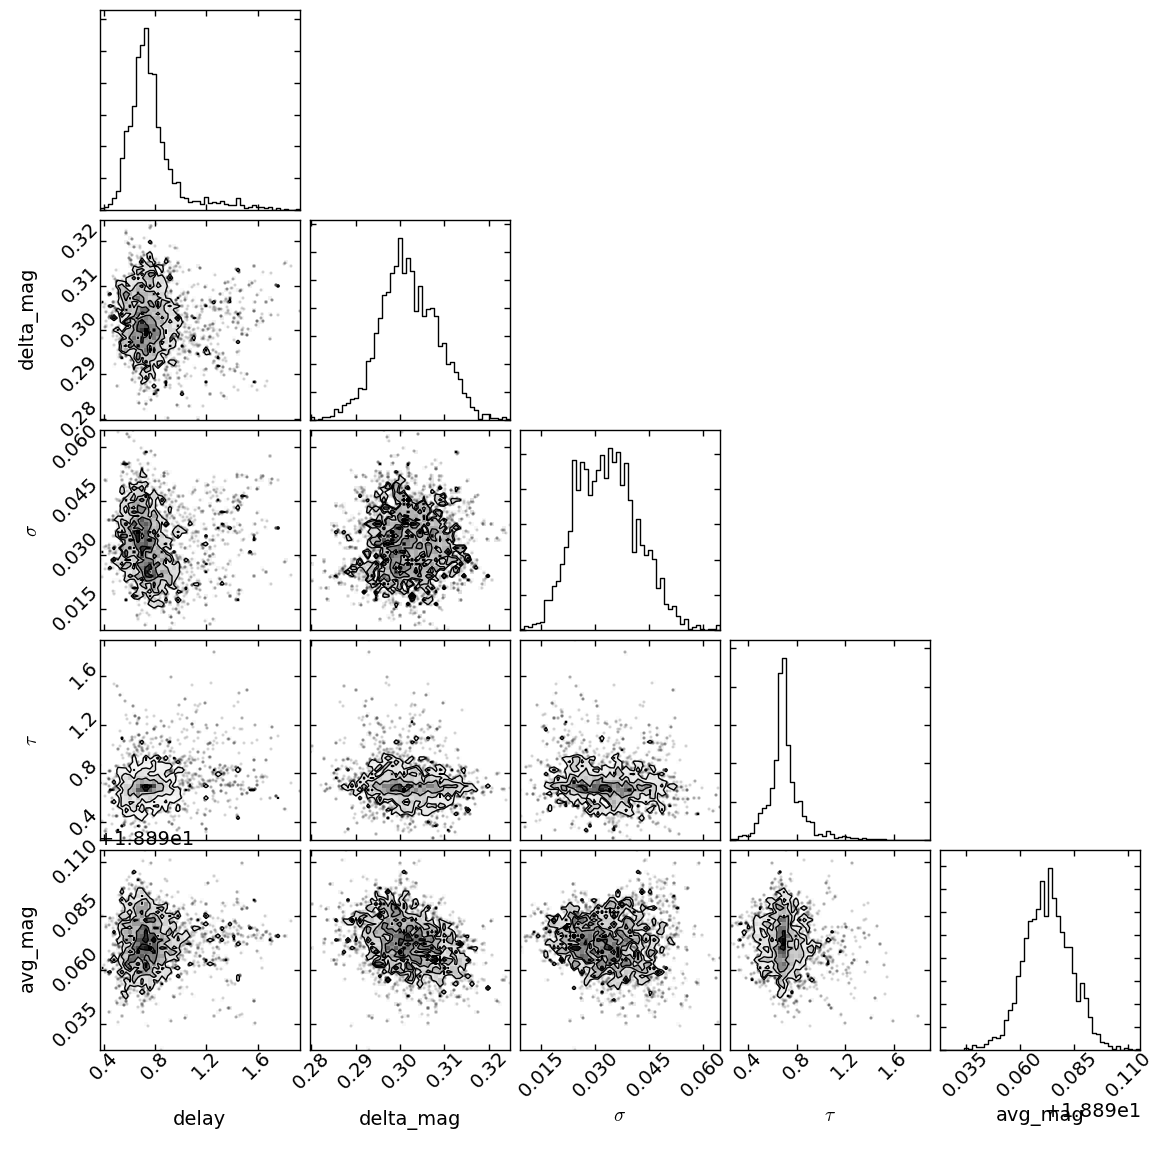 0.32
0.31
0.30
0.29
0.28
delta_mag
0.060
0.045
0.030
0.015
σ
1.6
1.2
0.8
0.4
τ
+1.889e1
0.110
0.085
0.060
0.035
avg_mag
0.4 0.8 1.2 1.6
0.28 0.29 0.30 0.31 0.32
0.015 0.030 0.045 0.060
0.4 0.8 1.2 1.6
0.035 0.060 0.085 0.110
+1.889e1
delay delta_mag σ τ avg_mag